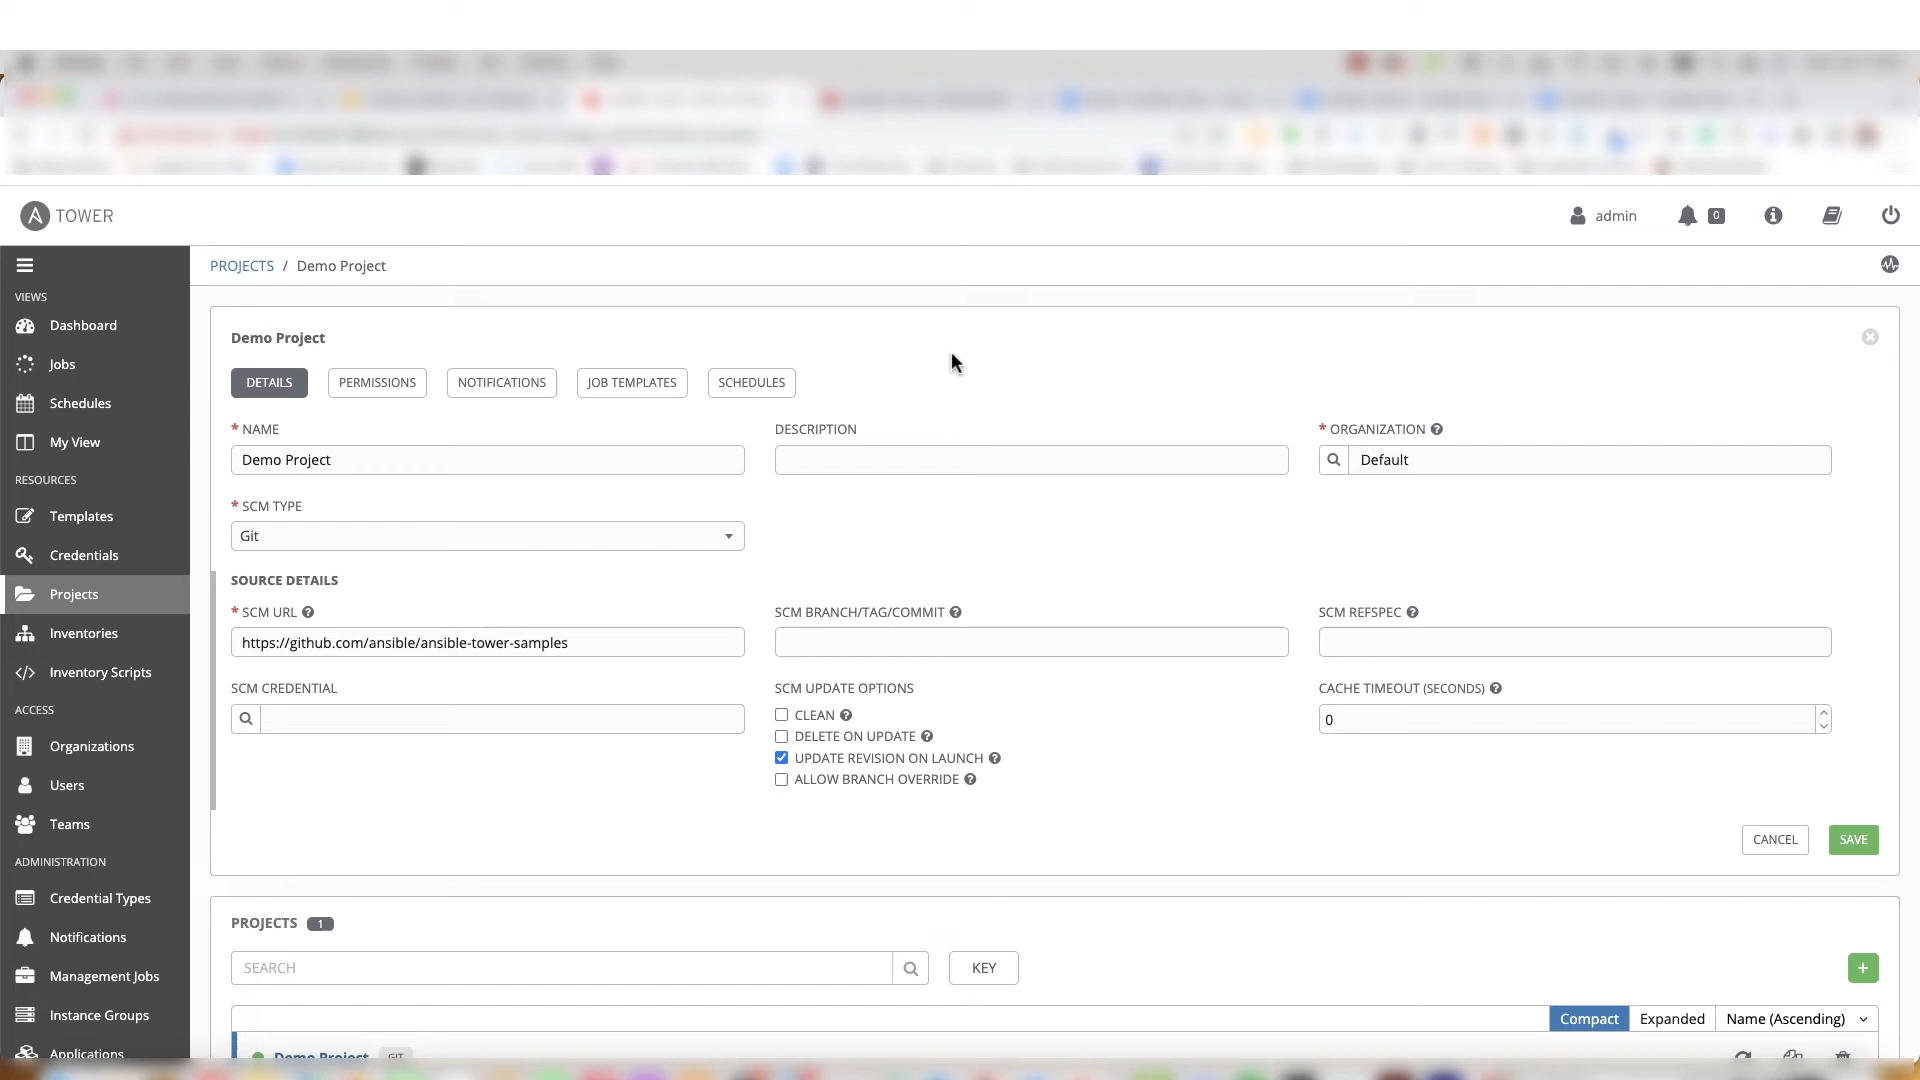 TOWER
admin
0
VIEWS
Dashboard
Jobs
Schedules
My View
RESOURCES
Templates
Credentials
Projects
Inventories
Inventory Scripts
ACCESS
Organizations
Users
Teams
ADMINISTRATION
Credential Types
Notifications
Management Jobs
Instance Groups
Applications
PROJECTS / Demo Project
Demo Project
DETAILS PERMISSIONS NOTIFICATIONS JOB TEMPLATES SCHEDULES
* NAME DESCRIPTION * ORGANIZATION
Demo Project Default
* SCM TYPE
Git
SOURCE DETAILS
* SCM URL SCM BRANCH/TAG/COMMIT SCM REFSPEC
https://github.com/ansible/ansible-tower-samples
SCM CREDENTIAL SCM UPDATE OPTIONS CACHE TIMEOUT (SECONDS)
CLEAN
0
DELETE ON UPDATE
UPDATE REVISION ON LAUNCH
ALLOW BRANCH OVERRIDE
CANCEL SAVE
PROJECTS 1
SEARCH KEY
+
Compact Expanded Name (Ascending)
Demo Project GIT